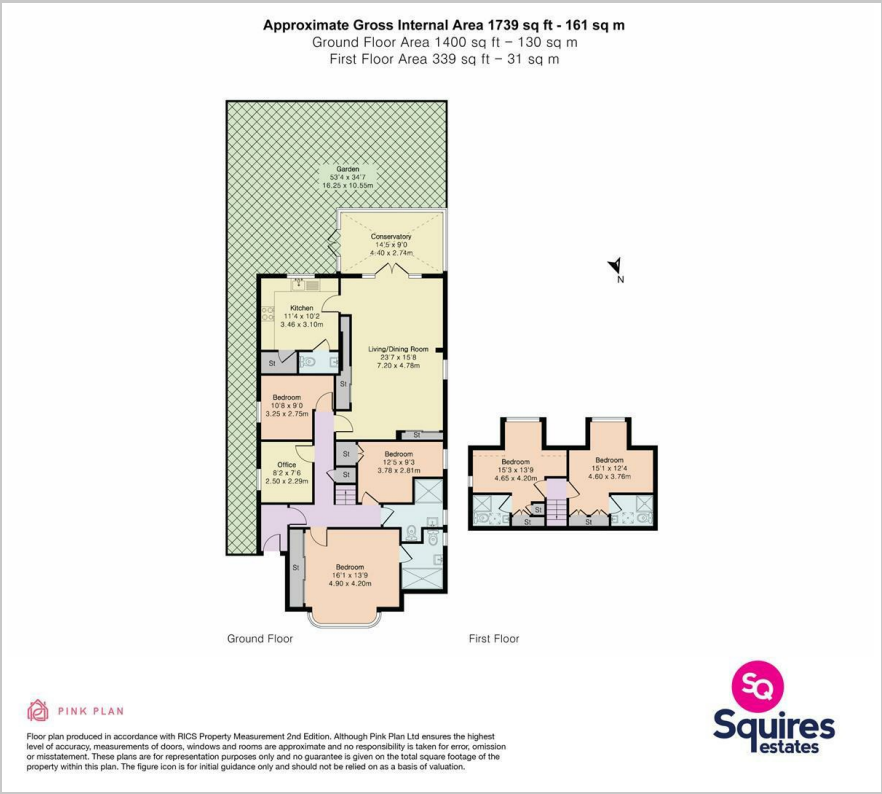 Approximate Gross Internal Area 1739 sq ft - 161 sq m
Ground Floor Area 1400 sq ft – 130 sq m
First Floor Area 339 sq ft – 31 sq m
Garden
53'4 x 34'7
16.25 x 10.55m
Conservatory
14'5 x 9'0
4.40 x 2.74m
N
Kitchen
11'4 x 10'2
3.46 x 3.10m
Living/Dining Room
23'7 x 15'8
7.20 x 4.78m
St
St
Bedroom
10'8 x 9'0
3.25 x 2.75m
St
Office
8'2 x 7'6
2.50 x 2.29m
St
St
Bedroom
12'5 x 9'3
3.78 x 2.81m
Bedroom
15'3 x 13'9
4.65 x 4.20m
Bedroom
15'1 x 12'4
4.60 x 3.76m
St
St
St
St
Bedroom
16'1 x 13'9
4.90 x 4.20m
Ground Floor
First Floor
PINK PLAN
Floor plan produced in accordance with RICS Property Measurement 2nd Edition. Although Pink Plan Ltd ensures the highest
level of accuracy, measurements of doors, windows and rooms are approximate and no responsibility is taken for error, omission
or misstatement. These plans are for representation purposes only and no guarantee is given on the total square footage of the
property within this plan. The figure icon is for initial guidance only and should not be relied on as a basis of valuation.
SQ
Squires
estates